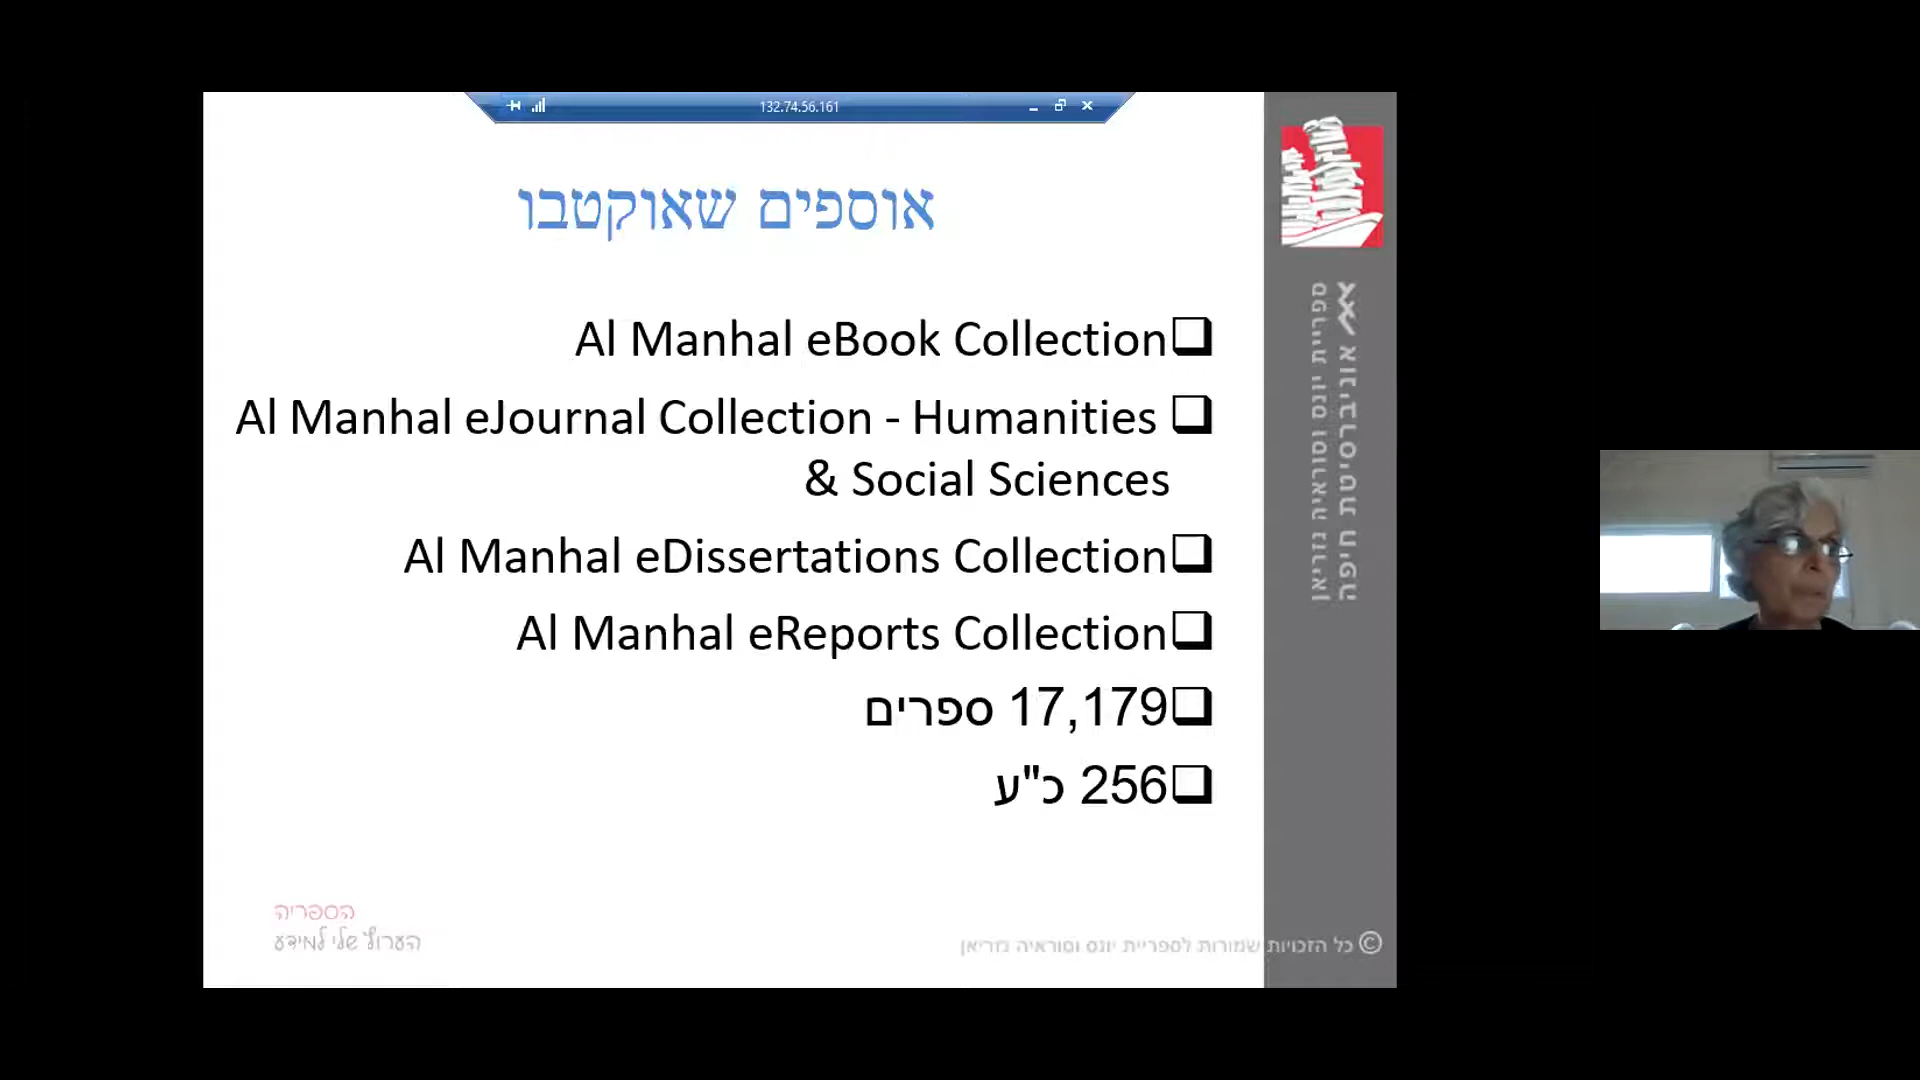 132.74.56.161
אוספים שאוקטבו
Al Manhal eBook Collection
Al Manhal eJournal Collection - Humanities
& Social Sciences
Al Manhal eDissertations Collection
Al Manhal eReports Collection
17,179 ספרים
256 כ"ע
אוניברסיטת חיפה
ספריית יונס וסוראיה נזריאן
הספריה
הערוץ שלי למידע
© כל הזכויות שמורות לספריית יונס וסוראיה נזריאן